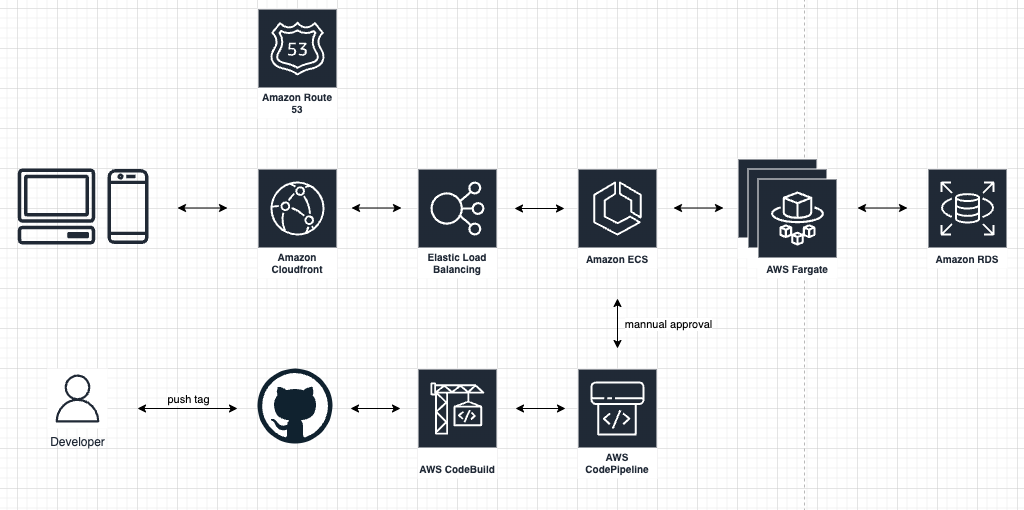 53
Amazon Route
53
Amazon
Cloudfront
Elastic Load
Balancing
Amazon ECS
AWS Fargate
Amazon RDS
mannual approval
push tag
Developer
</>
AWS CodeBuild
</>
AWS
CodePipeline